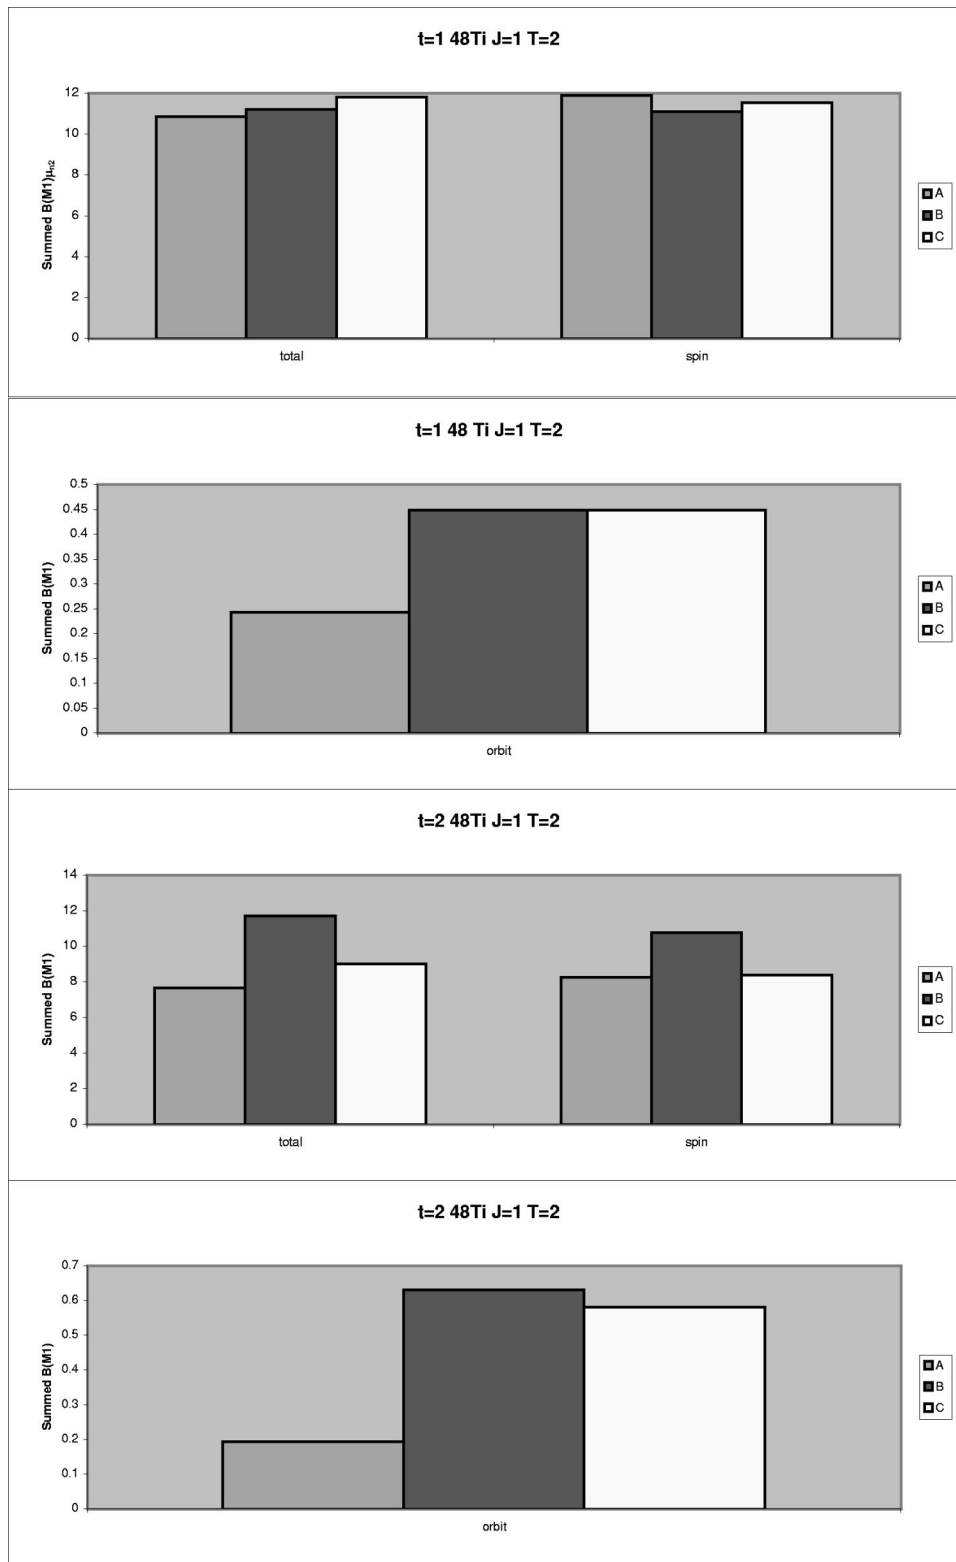 t=1 48Ti J=1 T=2
Summed B(M1)μn2
12
10
8
6
4
2
0
total
spin
A
B
C
t=1 48 Ti J=1 T=2
Summed B(M1)
0.5
0.45
0.4
0.35
0.3
0.25
0.2
0.15
0.1
0.05
0
orbit
A
B
C
t=2 48Ti J=1 T=2
Summed B(M1)
14
12
10
8
6
4
2
0
total
spin
A
B
C
t=2 48Ti J=1 T=2
Summed B(M1)
0.7
0.6
0.5
0.4
0.3
0.2
0.1
0
orbit
A
B
C